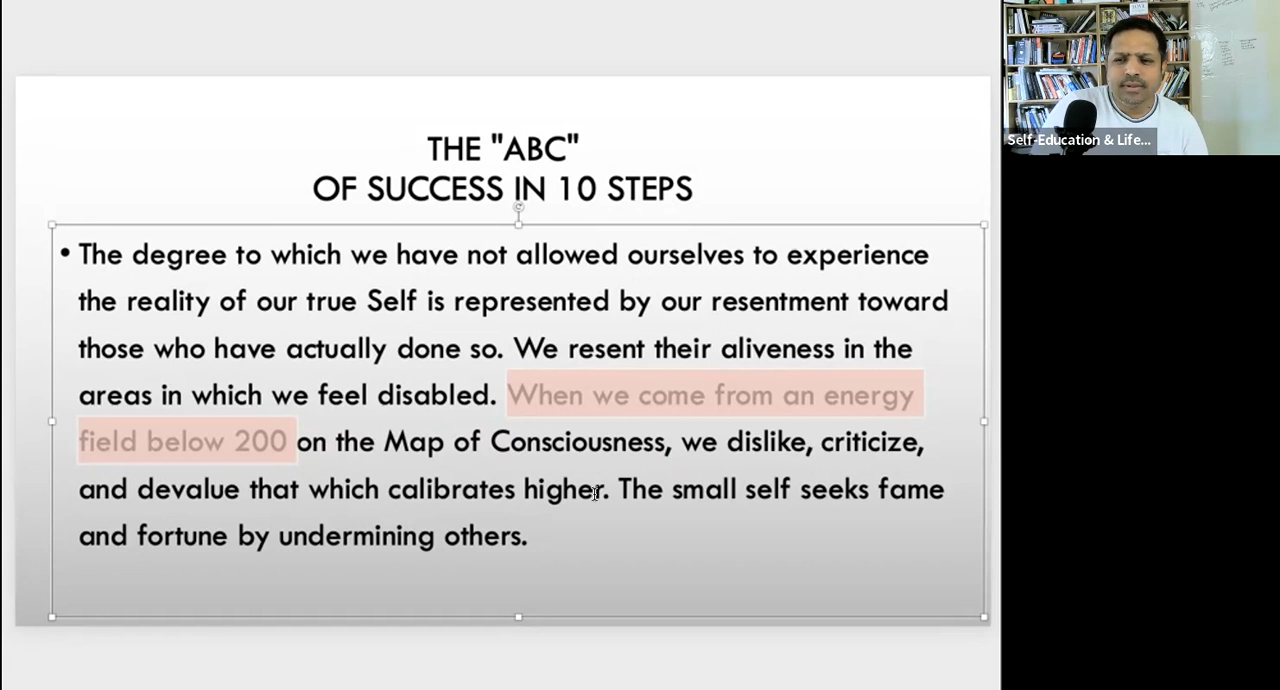 THE "ABC"
OF SUCCESS IN 10 STEPS
• The degree to which we have not allowed ourselves to experience
the reality of our true Self is represented by our resentment toward
those who have actually done so. We resent their aliveness in the
areas in which we feel disabled. When we come from an energy
field below 200 on the Map of Consciousness, we dislike, criticize,
and devalue that which calibrates higher. The small self seeks fame
and fortune by undermining others.
Self-Education & Life...